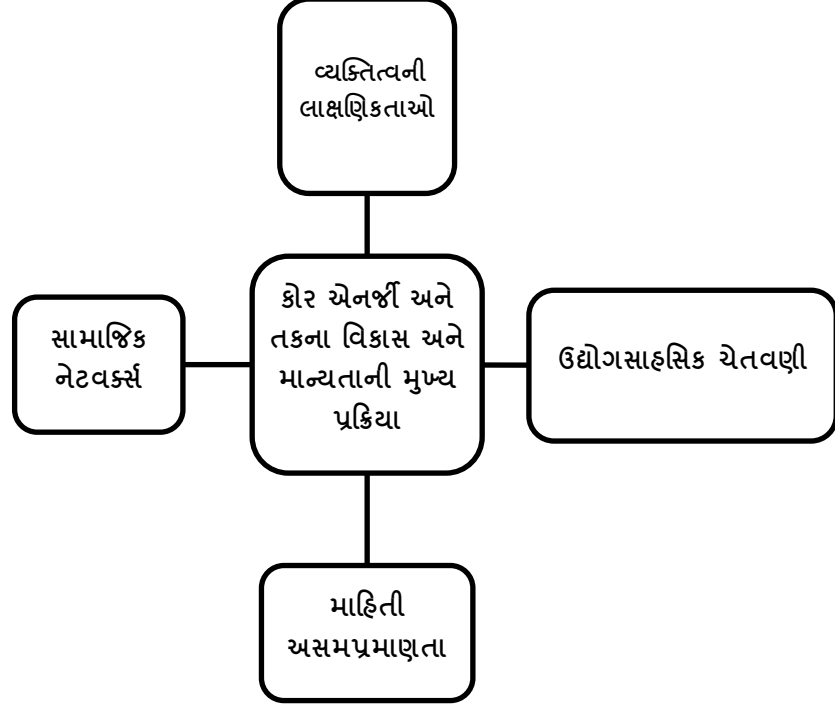 વ્યક્તિત્વની
લાક્ષણિકતાઓ
સામાજિક
નેટવર્ક્સ
કોર એનર્જી અને
તકના વિકાસ અને
માન્યતાની મુખ્ય
પ્રક્રિયા
ઉદ્યોગસાહસિક ચેતવણી
માહિતી
અસમપ્રમાણતા